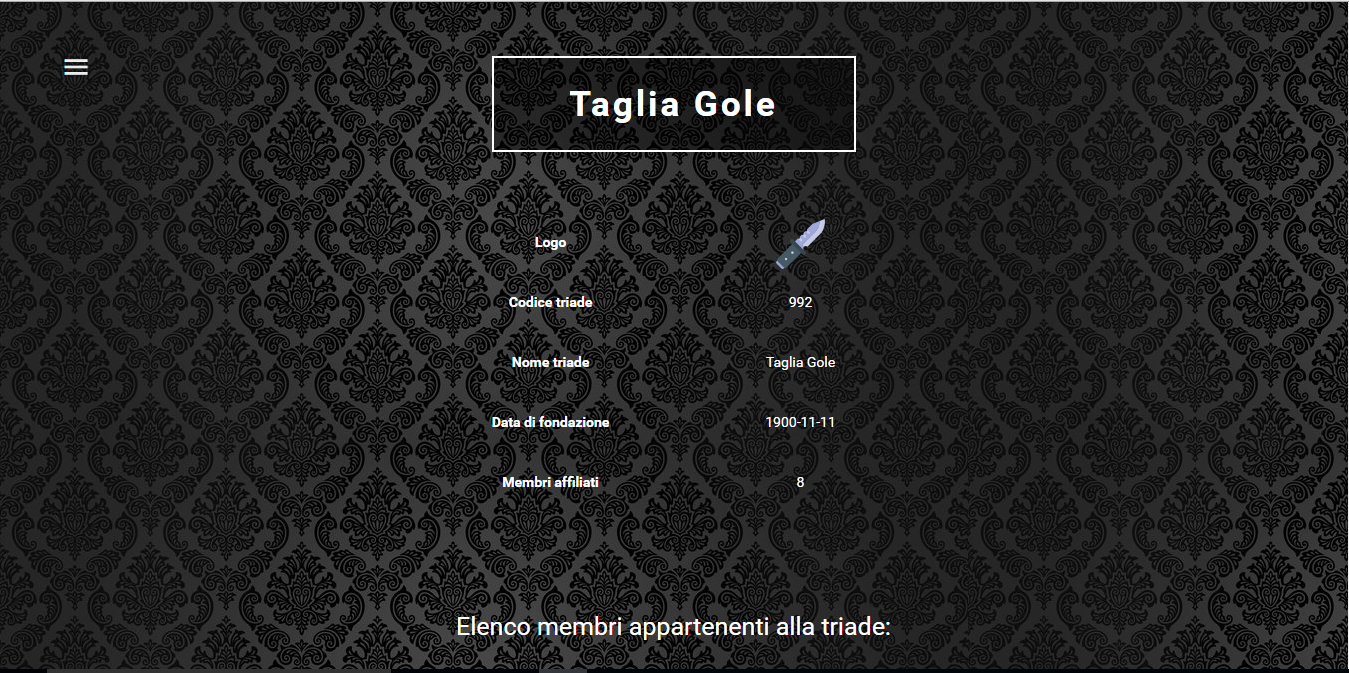 Taglia Gole
Logo
Codice triade 992
Nome triade Taglia Gole
Data di fondazione 1900-11-11
Membri affiliati 8
Elenco membri appartenenti alla triade: